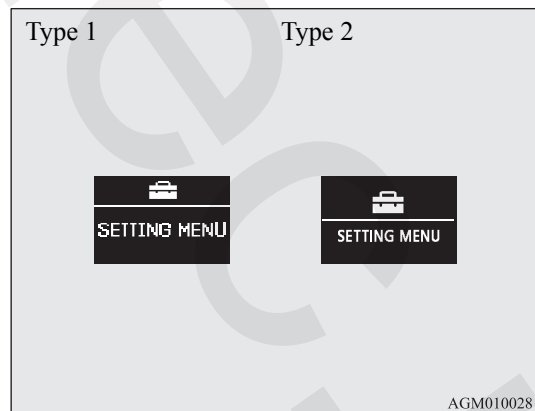 Type 1
Type 2
SETTING MENU
SETTING MENU
AGM010028